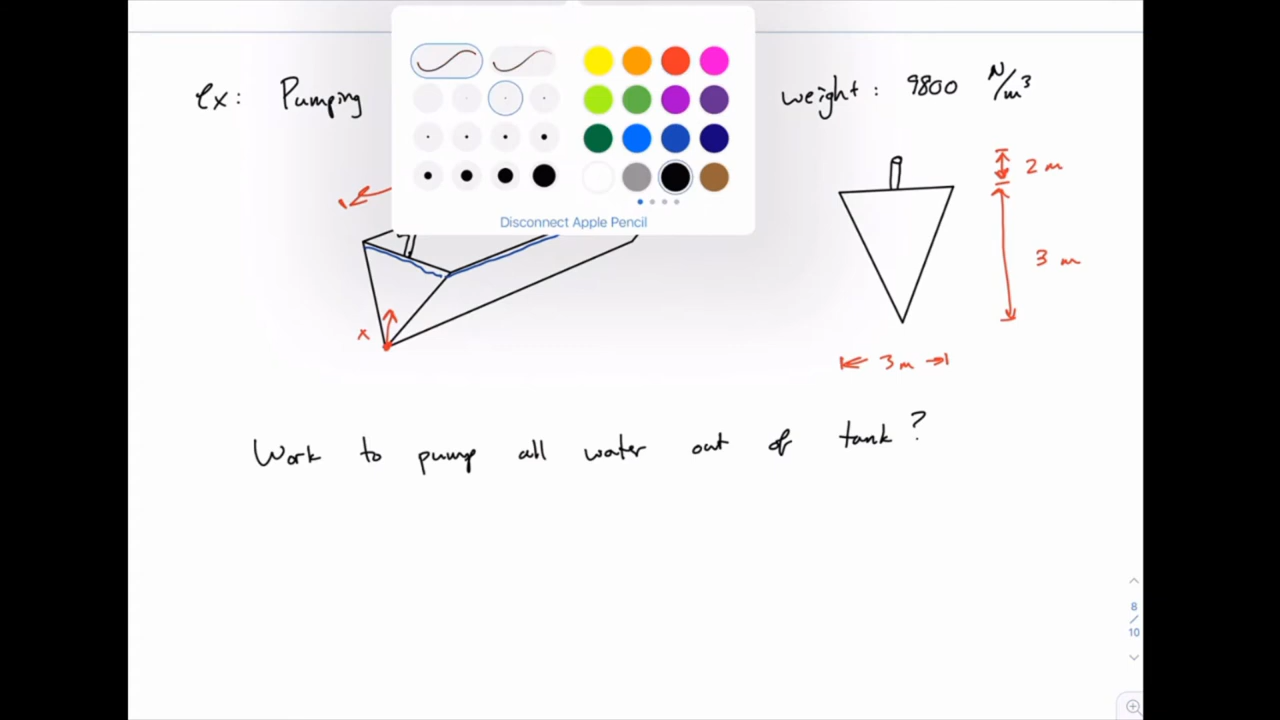 ex: Pumping weight: 9800 N/m³
Disconnect Apple Pencil
2 m
3 m
x
3 m
Work to pump all water out of tank?
8
/
10